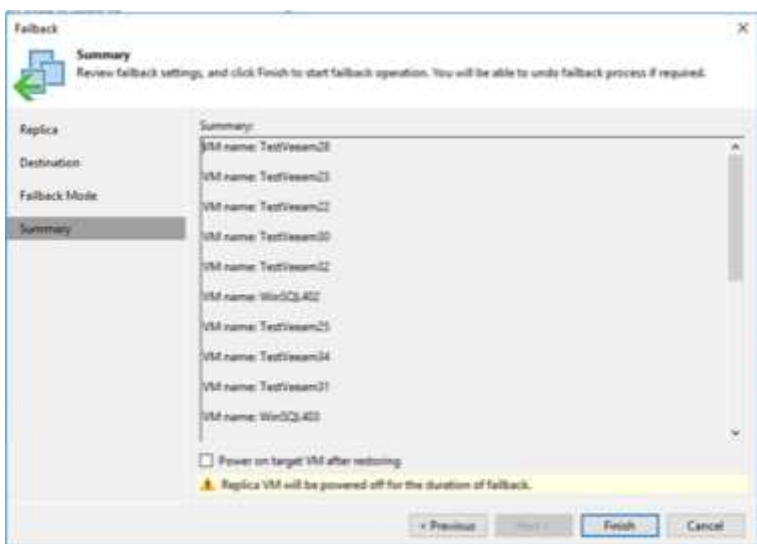 Failback
Summary
Review failback settings, and click Finish to start failback operation. You will be able to undo failback process if required.
Replica
Summary:
VM name: TestVeeam28
Destination
VM name: TestVeeam23
Failback Mode
VM name: TestVeeam22
Summary
VM name: TestVeeam30
VM name: TestVeeam32
VM name: WinSQL402
VM name: TestVeeam25
VM name: TestVeeam34
VM name: TestVeeam31
VM name: WinSQL403
Power on target VM after restoring
Replica VM will be powered off for the duration of failback.
< Previous
Next >
Finish
Cancel